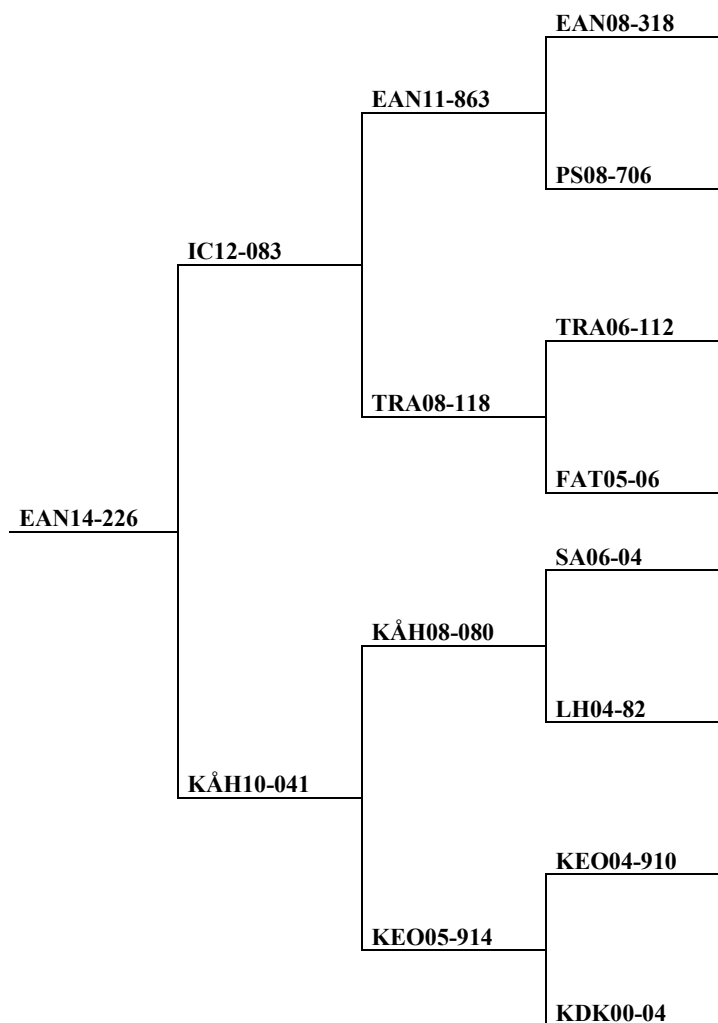 EAN08-318
EAN11-863
PS08-706
IC12-083
TRA06-112
TRA08-118
FAT05-06
EAN14-226
SA06-04
KÅH08-080
LH04-82
KÅH10-041
KEO04-910
KEO05-914
KDK00-04